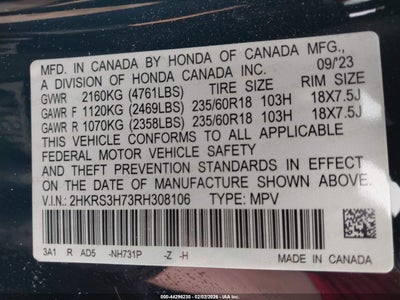 MFD. IN CANADA BY HONDA OF CANADA MFG.,
A DIVISION OF HONDA CANADA INC. 09/23
GVWR 2160KG (4761LBS) TIRE SIZE RIM SIZE
GAWR F 1120KG (2469LBS) 235/60R18 103H 18X7.5J
GAWR R 1070KG (2358LBS) 235/60R18 103H 18X7.5J
THIS VEHICLE CONFORMS TO ALL APPLICABLE
FEDERAL MOTOR VEHICLE SAFETY
AND THEFT PREVENTION STANDARDS IN EFFECT ON
THE DATE OF MANUFACTURE SHOWN ABOVE.
V.I.N.: 2HKRS3H73RH308106 TYPE: MPV
3A1 R AD5 -NH731P -Z -H
MADE IN CANADA
000-44296230 - 02/02/2026 - IAA Inc.